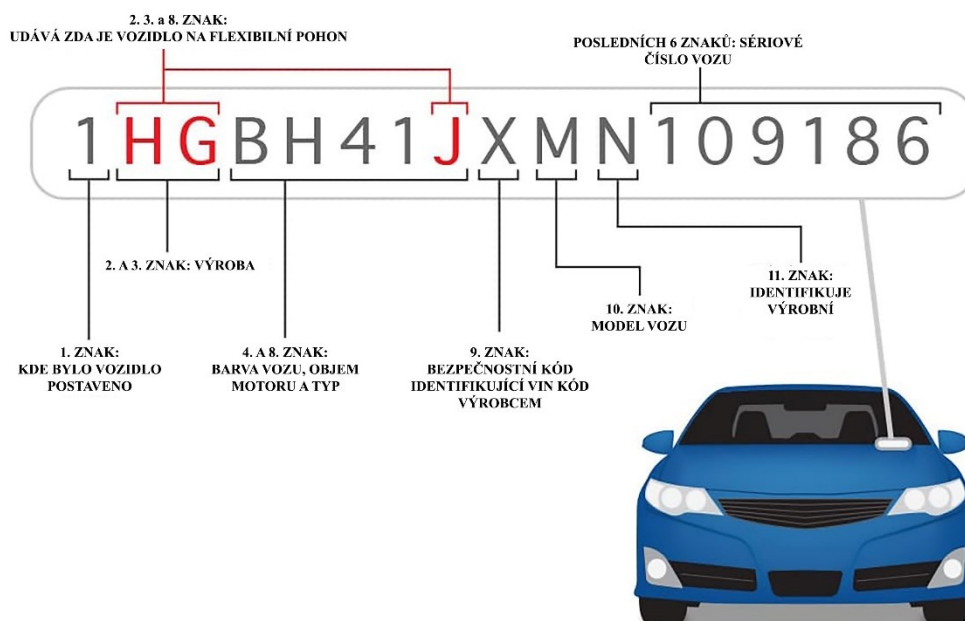 2. 3. a 8. ZNAK:
UDÁVÁ ZDA JE VOZIDLO NA FLEXIBILNÍ POHON
POSLEDNÍCH 6 ZNAKŮ: SÉRIOVÉ
ČÍSLO VOZU
1HGBH41JXMN109186
2. A 3. ZNAK: VÝROBA
11. ZNAK:
IDENTIFIKUJE
VÝROBNÍ
10. ZNAK:
MODEL VOZU
1. ZNAK:
KDE BYLO VOZIDLO
POSTAVENO
4. A 8. ZNAK:
BARVA VOZU, OBJEM
MOTORU A TYP
9. ZNAK:
BEZPEČNOSTNÍ KÓD
IDENTIFIKUJÍCÍ VIN KÓD
VÝROBCEM